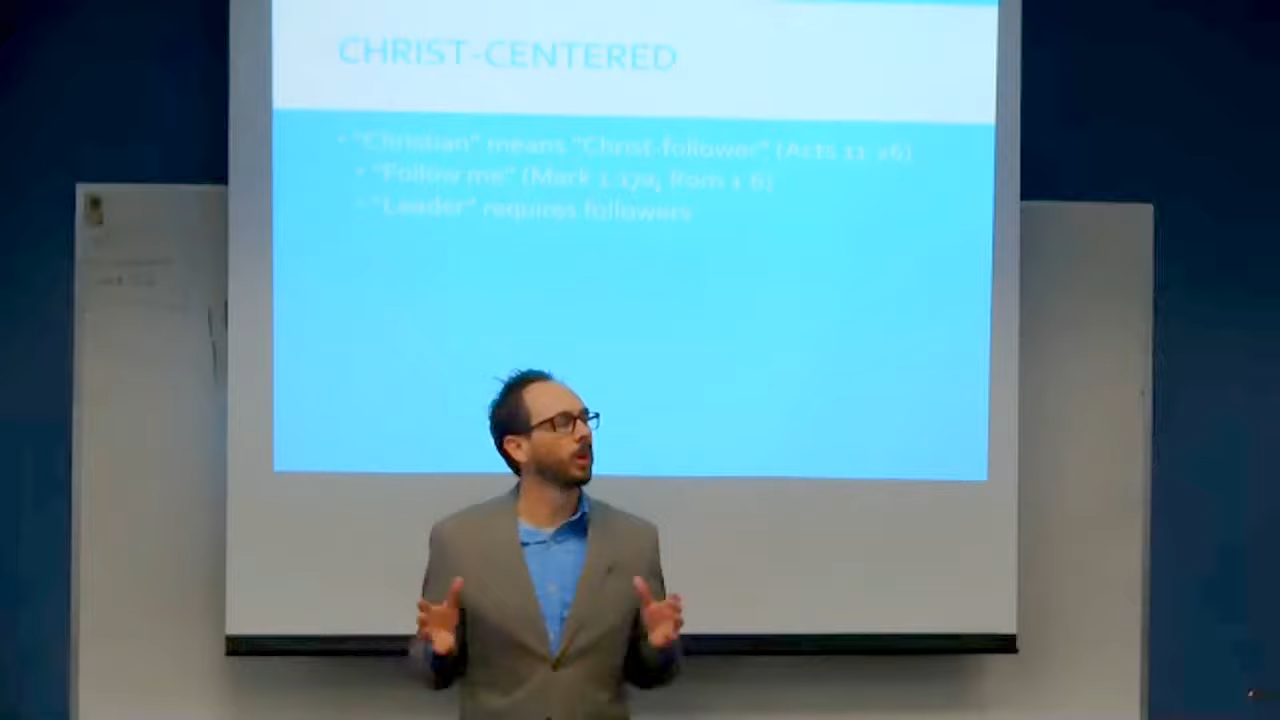 CHRIST-CENTERED
• "Christian" means "Christ-follower" (Acts 11:26)
• "Follow me" (Mark 1:17a, Rom 1:6)
• "Leader" requires followers